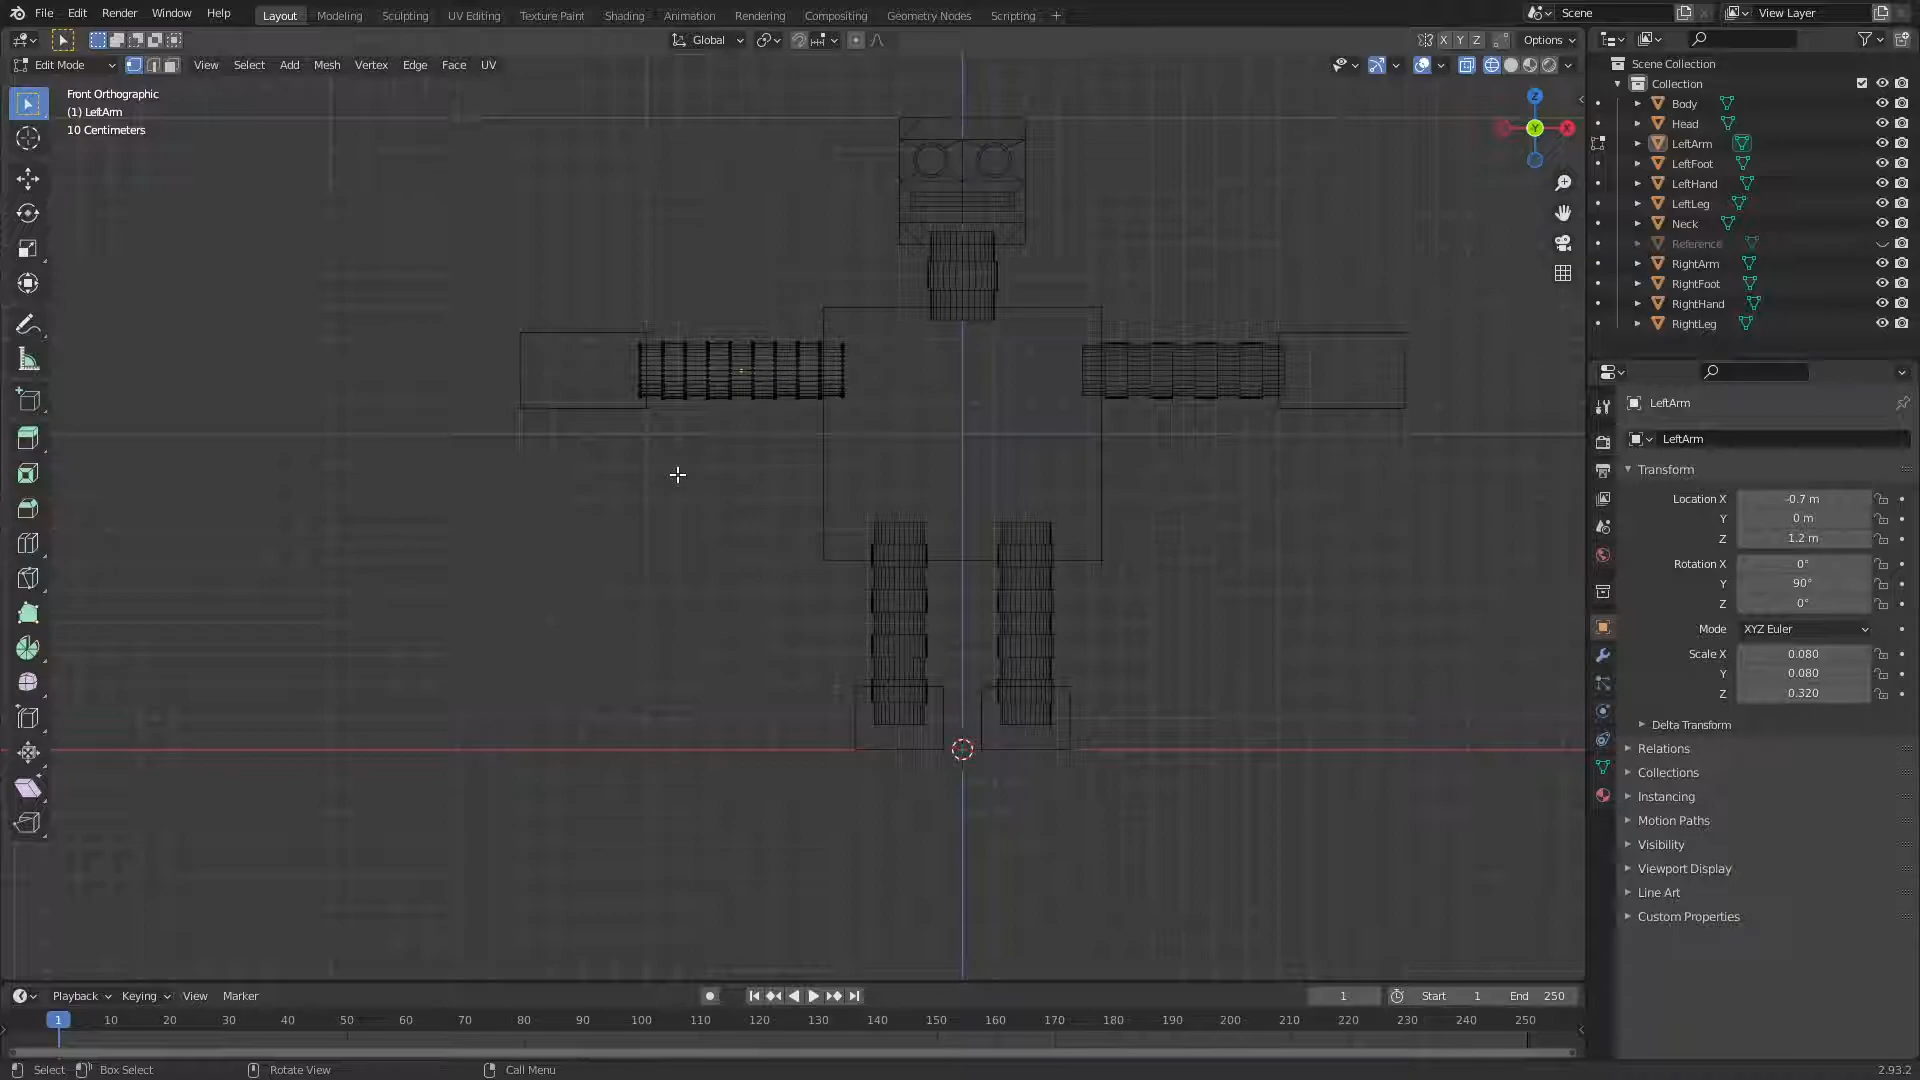 File Edit Render Window Help Layout Modeling Sculpting UV Editing Texture Paint Shading Animation Rendering Compositing Geometry Nodes Scripting + Scene View Layer
Global X Y Z Options
Edit Mode View Select Add Mesh Vertex Edge Face UV
Front Orthographic
(1) LeftArm
10 Centimeters
Z
Y
X
Scene Collection
Collection
Body
Head
LeftArm
LeftFoot
LeftHand
LeftLeg
Neck
Reference
RightArm
RightFoot
RightHand
RightLeg
LeftArm
LeftArm
Transform
Location X -0.7 m
Y 0 m
Z 1.2 m
Rotation X 0°
Y 90°
Z 0°
Mode XYZ Euler
Scale X 0.080
Y 0.080
Z 0.320
Delta Transform
Relations
Collections
Instancing
Motion Paths
Visibility
Viewport Display
Line Art
Custom Properties
Playback Keying View Marker 1 Start 1 End 250
1 10 20 30 40 50 60 70 80 90 100 110 120 130 140 150 160 170 180 190 200 210 220 230 240 250
Select Box Select Rotate View Call Menu 2.93.2